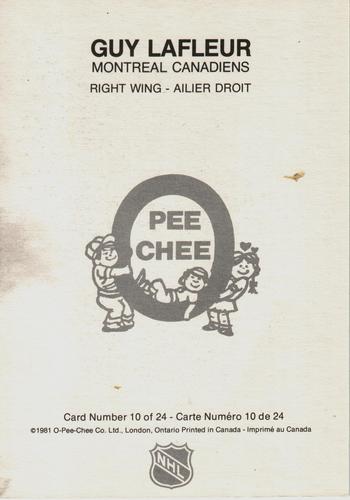 GUY LAFLEUR
MONTREAL CANADIENS
RIGHT WING - AILIER DROIT
O
PEE
CHEE
Card Number 10 of 24 - Carte Numéro 10 de 24
©1981 O-Pee-Chee Co. Ltd., London, Ontario Printed in Canada - Imprimé au Canada
NHL